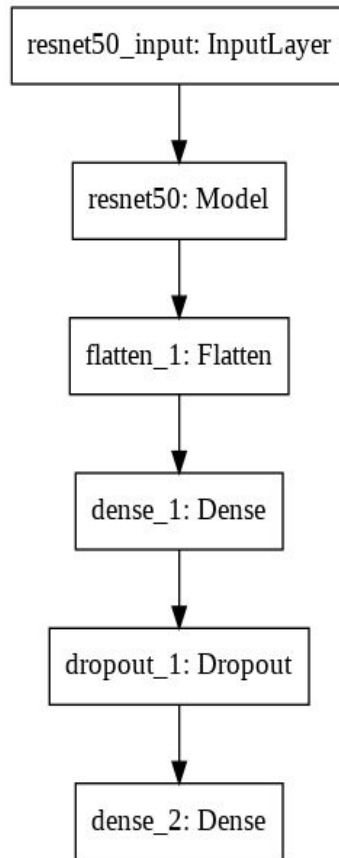 resnet50_input: InputLayer
resnet50: Model
flatten_1: Flatten
dense_1: Dense
dropout_1: Dropout
dense_2: Dense